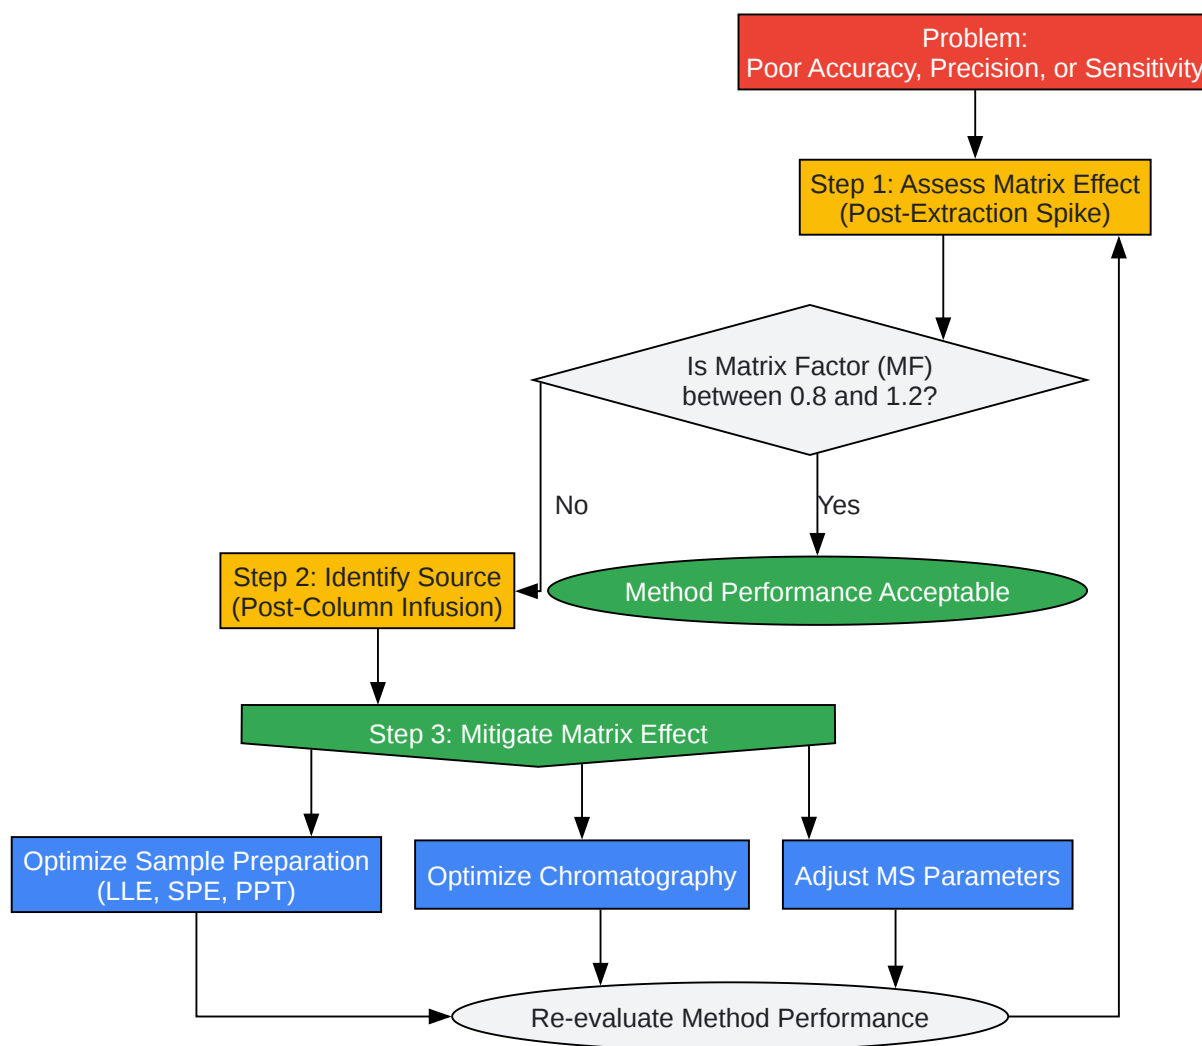 Problem:
Poor Accuracy, Precision, or Sensitivity
Step 1: Assess Matrix Effect
(Post-Extraction Spike)
Is Matrix Factor (MF)
between 0.8 and 1.2?
No
Yes
Step 2: Identify Source
(Post-Column Infusion)
Method Performance Acceptable
Step 3: Mitigate Matrix Effect
Optimize Sample Preparation
(LLE, SPE, PPT)
Optimize Chromatography
Adjust MS Parameters
Re-evaluate Method Performance